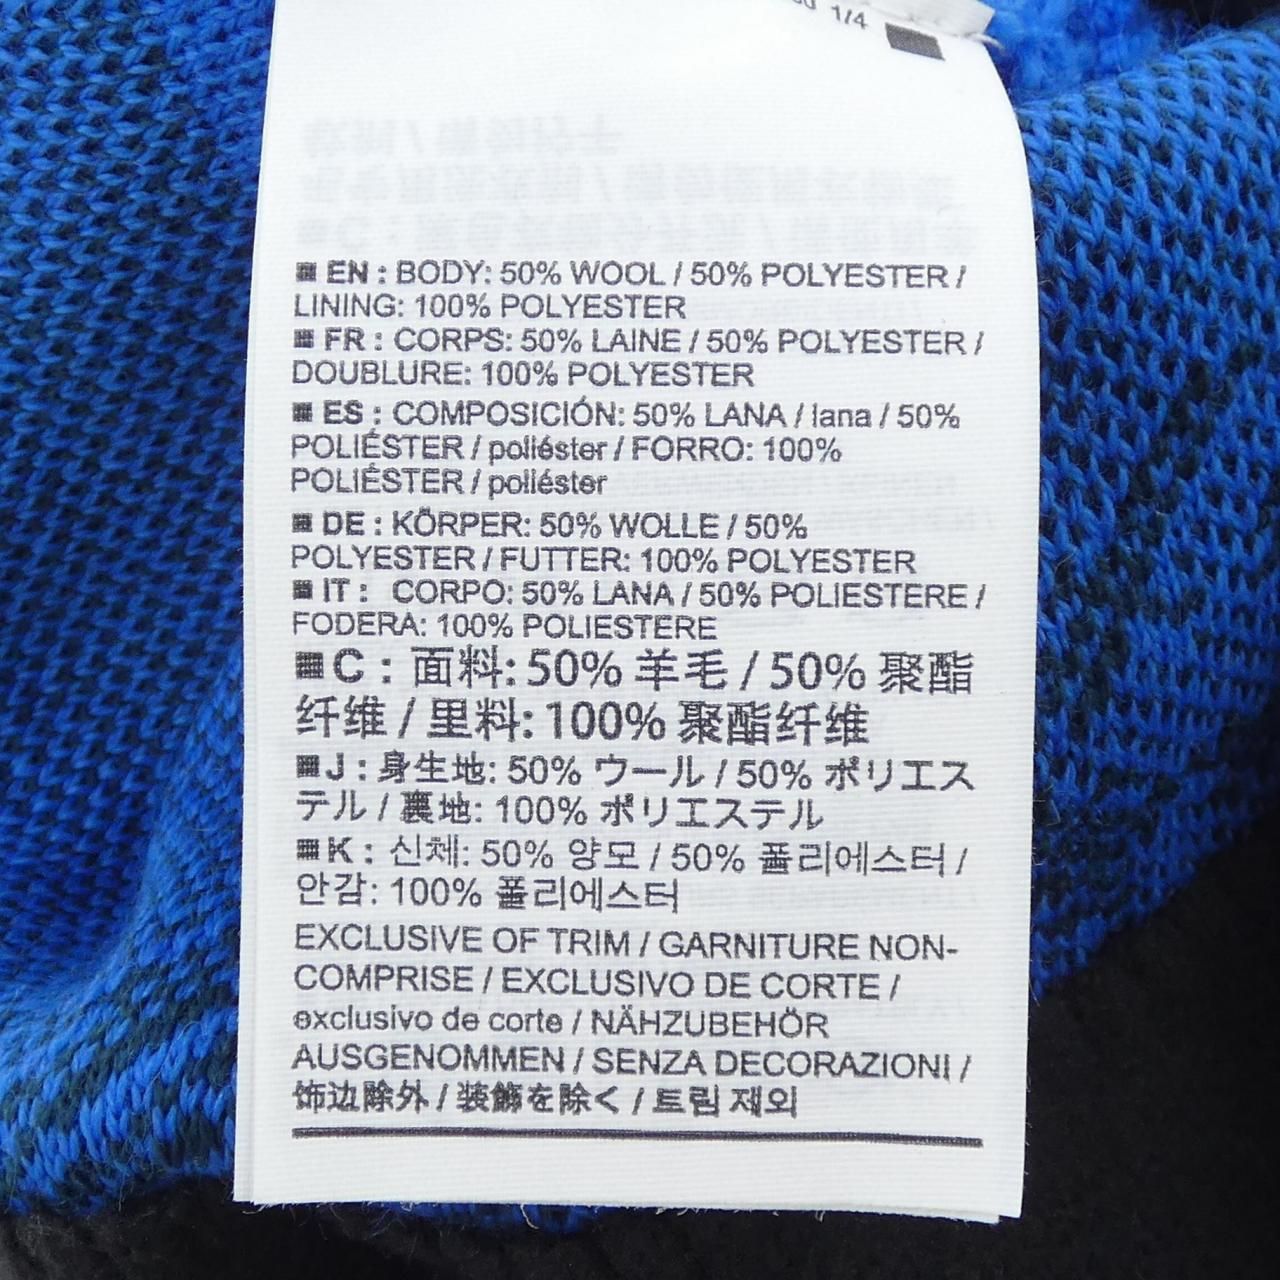 1/4
EN : BODY: 50% WOOL / 50% POLYESTER /
LINING: 100% POLYESTER
FR : CORPS: 50% LAINE / 50% POLYESTER /
DOUBLURE: 100% POLYESTER
ES : COMPOSICIÓN: 50% LANA / lana / 50%
POLIÉSTER / poliéster / FORRO: 100%
POLIÉSTER / poliéster
DE : KÖRPER: 50% WOLLE / 50%
POLYESTER / FUTTER: 100% POLYESTER
IT : CORPO: 50% LANA / 50% POLIESTERE /
FODERA: 100% POLIESTERE
C : 面料: 50% 羊毛 / 50% 聚酯
纤维 / 里料: 100% 聚酯纤维
J : 身生地: 50% ウール / 50% ポリエス
テル / 裏地: 100% ポリエステル
K : 신체: 50% 양모 / 50% 폴리에스터 /
안감: 100% 폴리에스터
EXCLUSIVE OF TRIM / GARNITURE NON-
COMPRISE / EXCLUSIVO DE CORTE /
exclusivo de corte / NÄHZUBEHÖR
AUSGENOMMEN / SENZA DECORAZIONI /
饰边除外 / 装飾を除く / 트림 제외